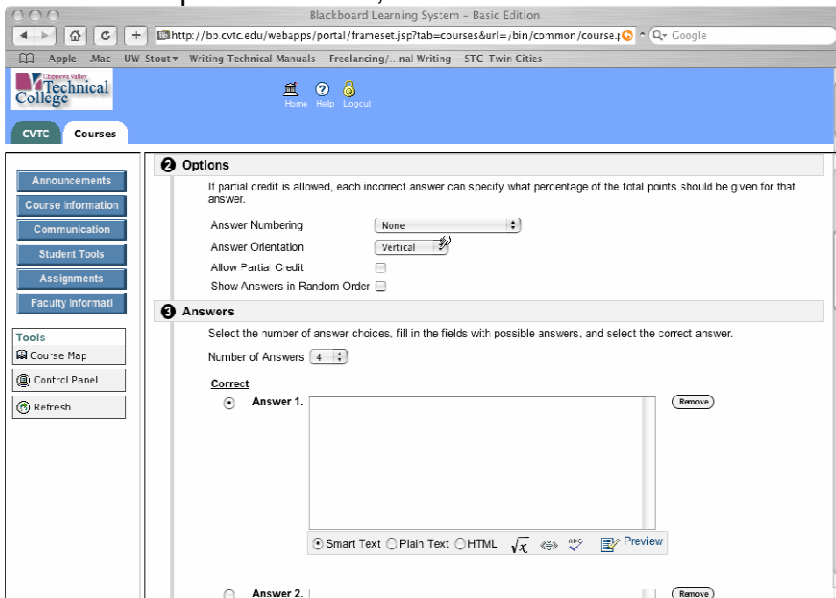 Blackboard Learning System – Basic Edition
http://bb.cvtc.edu/webapps/portal/frameset.jsp?tab=courses&url=/bin/common/course.
Google
Apple .Mac UW Stout Writing Technical Manuals Freelancing/...nal Writing STC Twin Cities
Chippewa Valley
Technical
College
Home Help Logout
CVTC Courses
2 Options
If partial credit is allowed, each incorrect answer can specify what percentage of the total points should be given for that
answer.
Announcements
Course Information
Communication
Student Tools
Assignments
Faculty Informati
Answer Numbering None
Answer Orientation Vertical
Allow Partial Credit
Show Answers in Random Order
3 Answers
Select the number of answer choices, fill in the fields with possible answers, and select the correct answer.
Tools
Course Map
Control Panel
Refresh
Number of Answers 4
Correct
Answer 1.
Remove
Smart Text Plain Text HTML √x abc Preview
Answer 2.
Remove